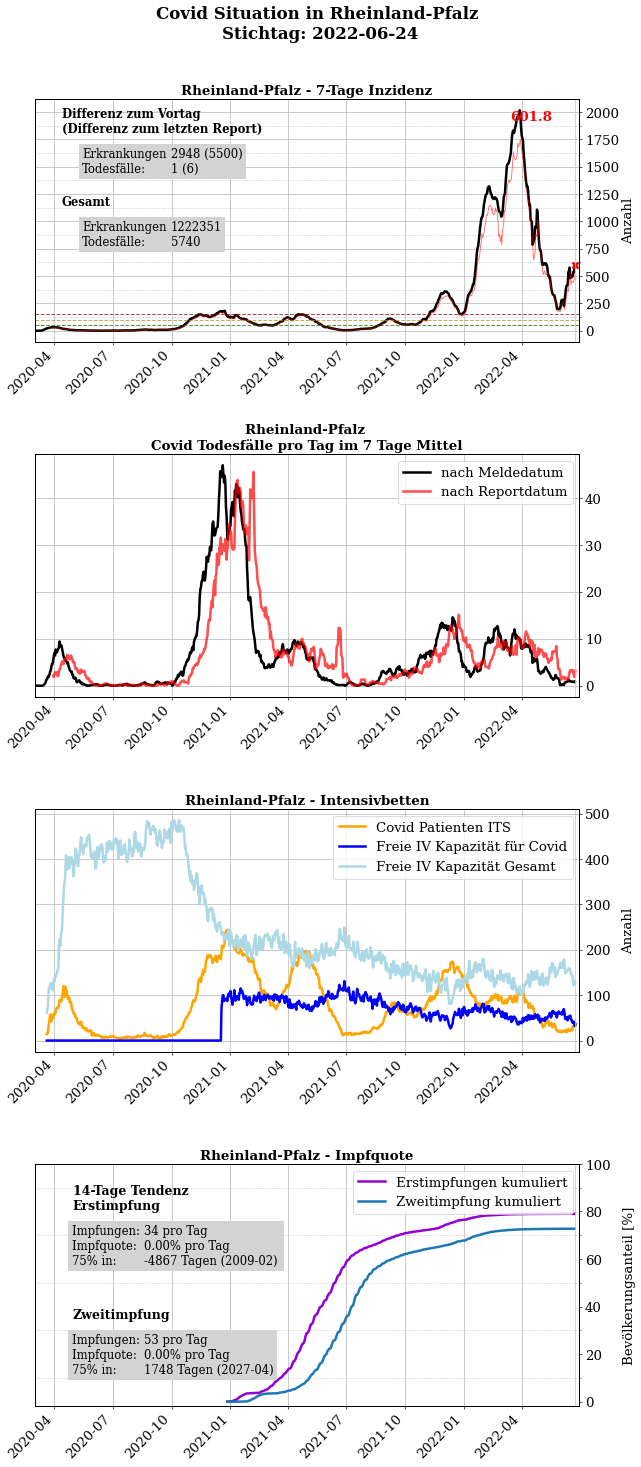 Covid Situation in Rheinland-Pfalz
Stichtag: 2022-06-24
Rheinland-Pfalz - 7-Tage Inzidenz
Differenz zum Vortag
(Differenz zum letzten Report)
Erkrankungen 2948 (5500)
Todesfälle: 1 (6)
Gesamt
Erkrankungen 1222351
Todesfälle: 5740
601.8
2000
1750
1500
1250
1000
750
500
250
0
Anzahl
2020-04
2020-07
2020-10
2021-01
2021-04
2021-07
2021-10
2022-01
2022-04
Rheinland-Pfalz
Covid Todesfälle pro Tag im 7 Tage Mittel
nach Meldedatum
nach Reportdatum
40
30
20
10
0
2020-04
2020-07
2020-10
2021-01
2021-04
2021-07
2021-10
2022-01
2022-04
Rheinland-Pfalz - Intensivbetten
Covid Patienten ITS
Freie IV Kapazität für Covid
Freie IV Kapazität Gesamt
500
400
300
200
100
0
Anzahl
2020-04
2020-07
2020-10
2021-01
2021-04
2021-07
2021-10
2022-01
2022-04
Rheinland-Pfalz - Impfquote
14-Tage Tendenz
Erstimpfung
Impfungen: 34 pro Tag
Impfquote: 0.00% pro Tag
75% in: -4867 Tagen (2009-02)
Zweitimpfung
Impfungen: 53 pro Tag
Impfquote: 0.00% pro Tag
75% in: 1748 Tagen (2027-04)
Erstimpfungen kumuliert
Zweitimpfung kumuliert
100
80
60
40
20
0
Bevölkerungsanteil [%]
2020-04
2020-07
2020-10
2021-01
2021-04
2021-07
2021-10
2022-01
2022-04